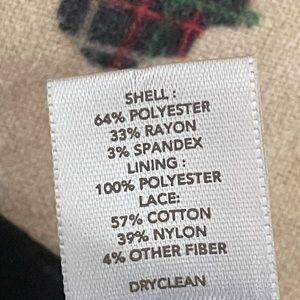 SHELL :
64% POLYESTER
33% RAYON
3% SPANDEX
LINING :
100% POLYESTER
LACE:
57% COTTON
39% NYLON
4% OTHER FIBER
DRYCLEAN